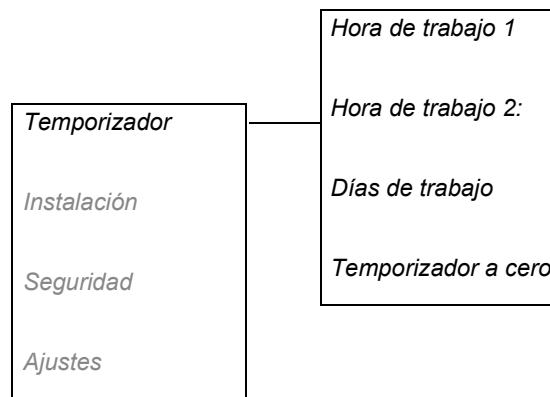 Temporizador
Instalación
Seguridad
Ajustes
Hora de trabajo 1
Hora de trabajo 2:
Días de trabajo
Temporizador a cero